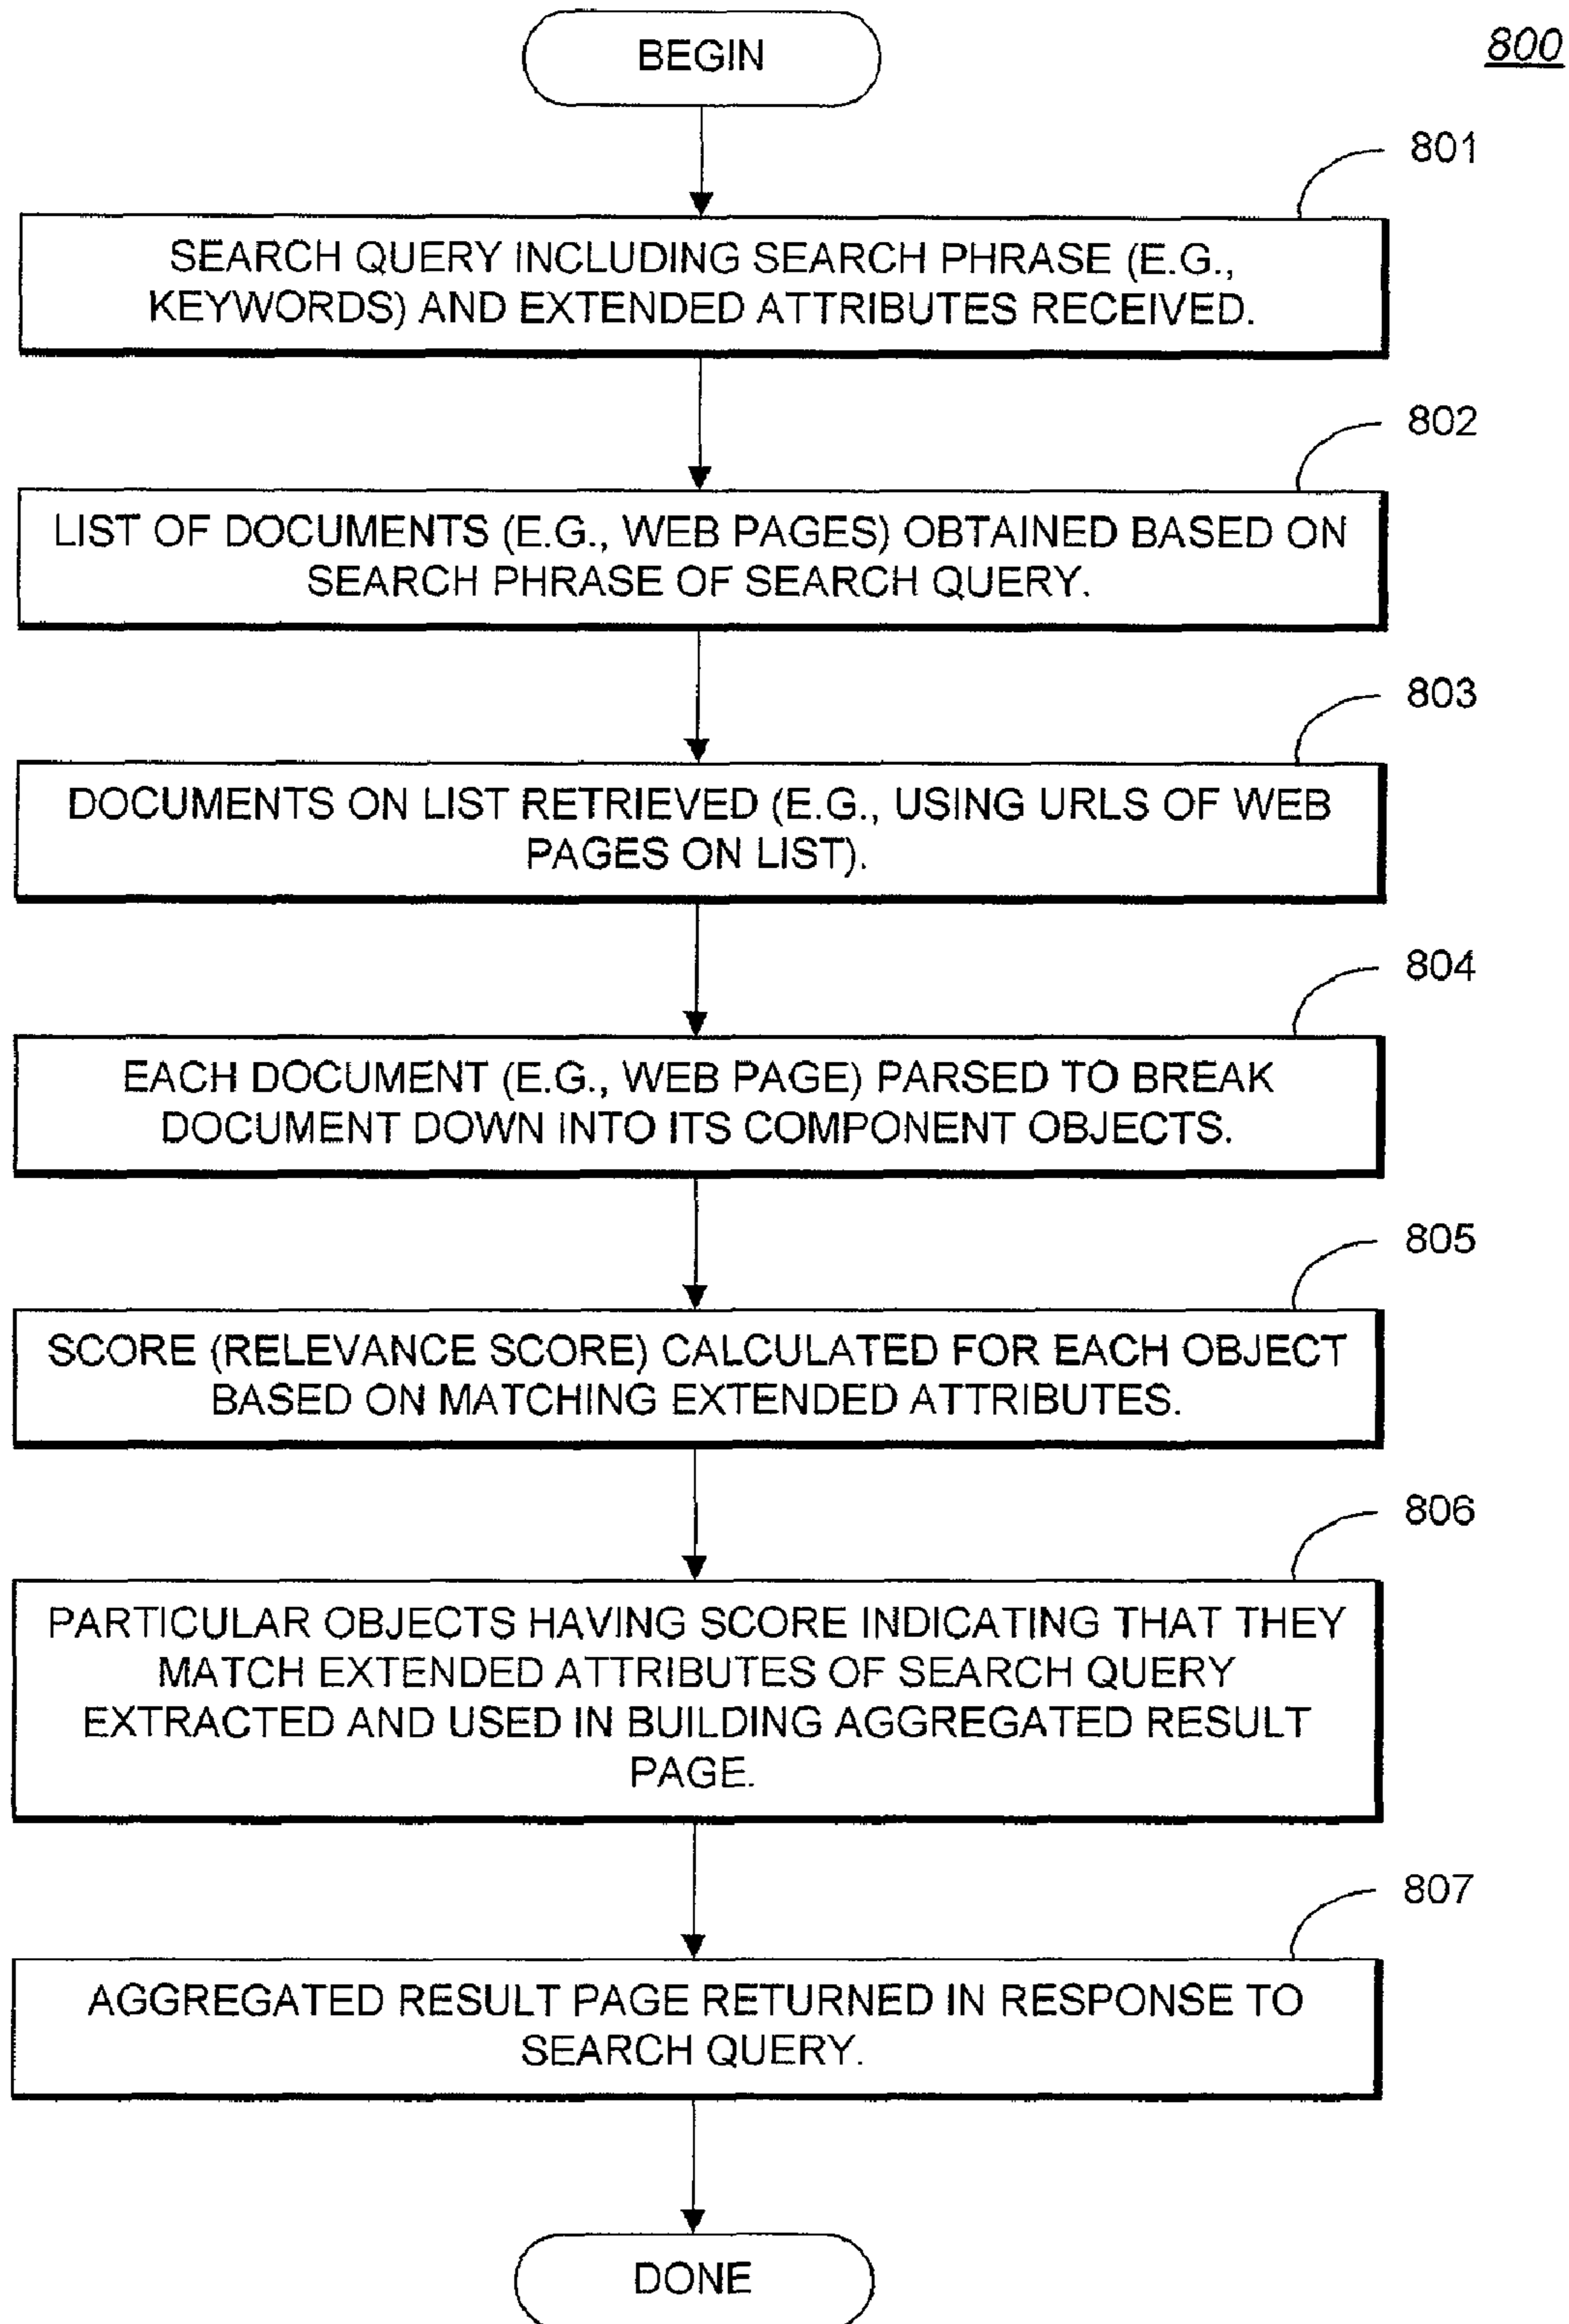 BEGIN
800
801
SEARCH QUERY INCLUDING SEARCH PHRASE (E.G.,
KEYWORDS) AND EXTENDED ATTRIBUTES RECEIVED.
802
LIST OF DOCUMENTS (E.G., WEB PAGES) OBTAINED BASED ON
SEARCH PHRASE OF SEARCH QUERY.
803
DOCUMENTS ON LIST RETRIEVED (E.G., USING URLS OF WEB
PAGES ON LIST).
804
EACH DOCUMENT (E.G., WEB PAGE) PARSED TO BREAK
DOCUMENT DOWN INTO ITS COMPONENT OBJECTS.
805
SCORE (RELEVANCE SCORE) CALCULATED FOR EACH OBJECT
BASED ON MATCHING EXTENDED ATTRIBUTES.
806
PARTICULAR OBJECTS HAVING SCORE INDICATING THAT THEY
MATCH EXTENDED ATTRIBUTES OF SEARCH QUERY
EXTRACTED AND USED IN BUILDING AGGREGATED RESULT
PAGE.
807
AGGREGATED RESULT PAGE RETURNED IN RESPONSE TO
SEARCH QUERY.
DONE